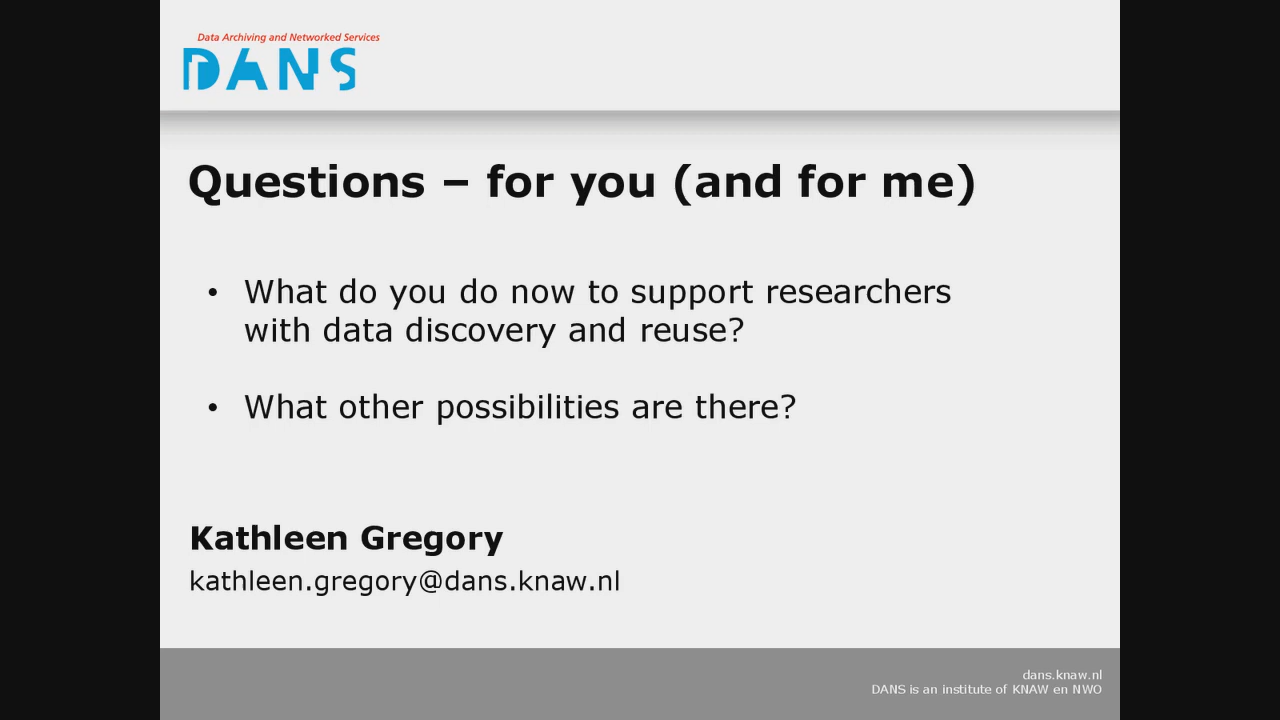 Data Archiving and Networked Services
DANS
Questions – for you (and for me)
• What do you do now to support researchers
with data discovery and reuse?
• What other possibilities are there?
Kathleen Gregory
kathleen.gregory@dans.knaw.nl
dans.knaw.nl
DANS is an institute of KNAW en NWO